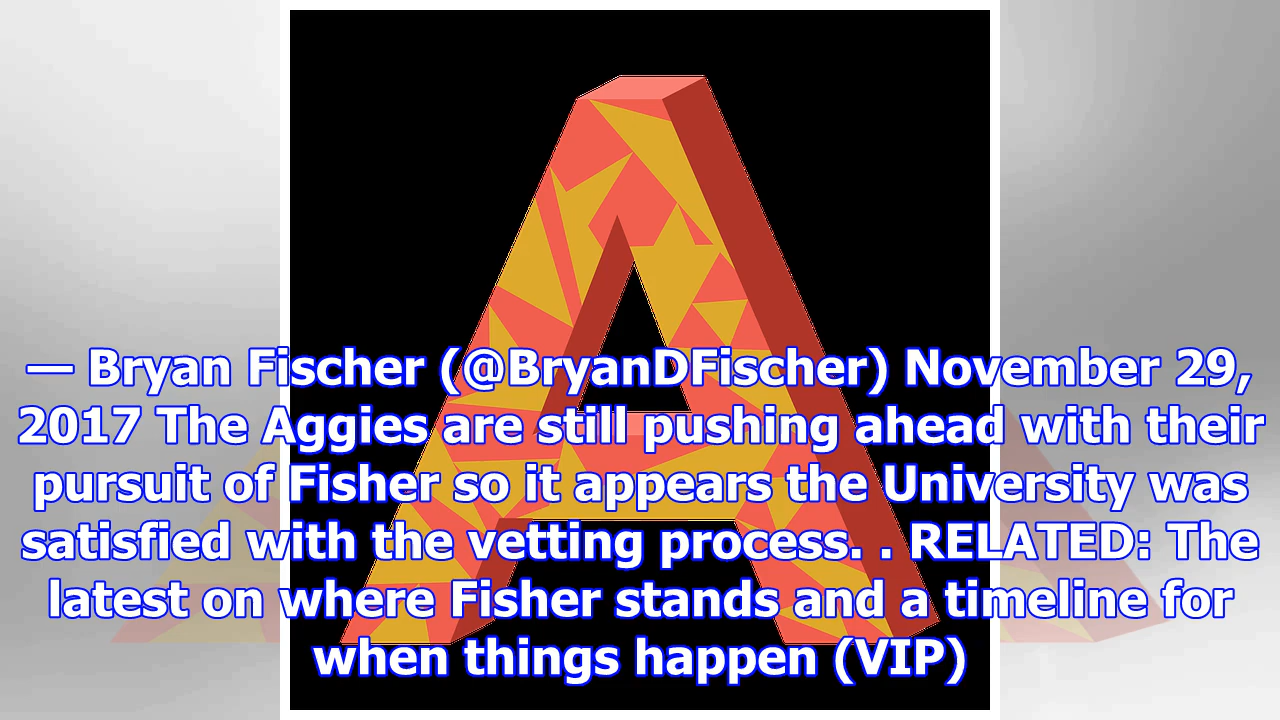 — Bryan Fischer (@BryanDFischer) November 29,
2017 The Aggies are still pushing ahead with their
pursuit of Fisher so it appears the University was
satisfied with the vetting process. . RELATED: The
latest on where Fisher stands and a timeline for
when things happen (VIP)
A